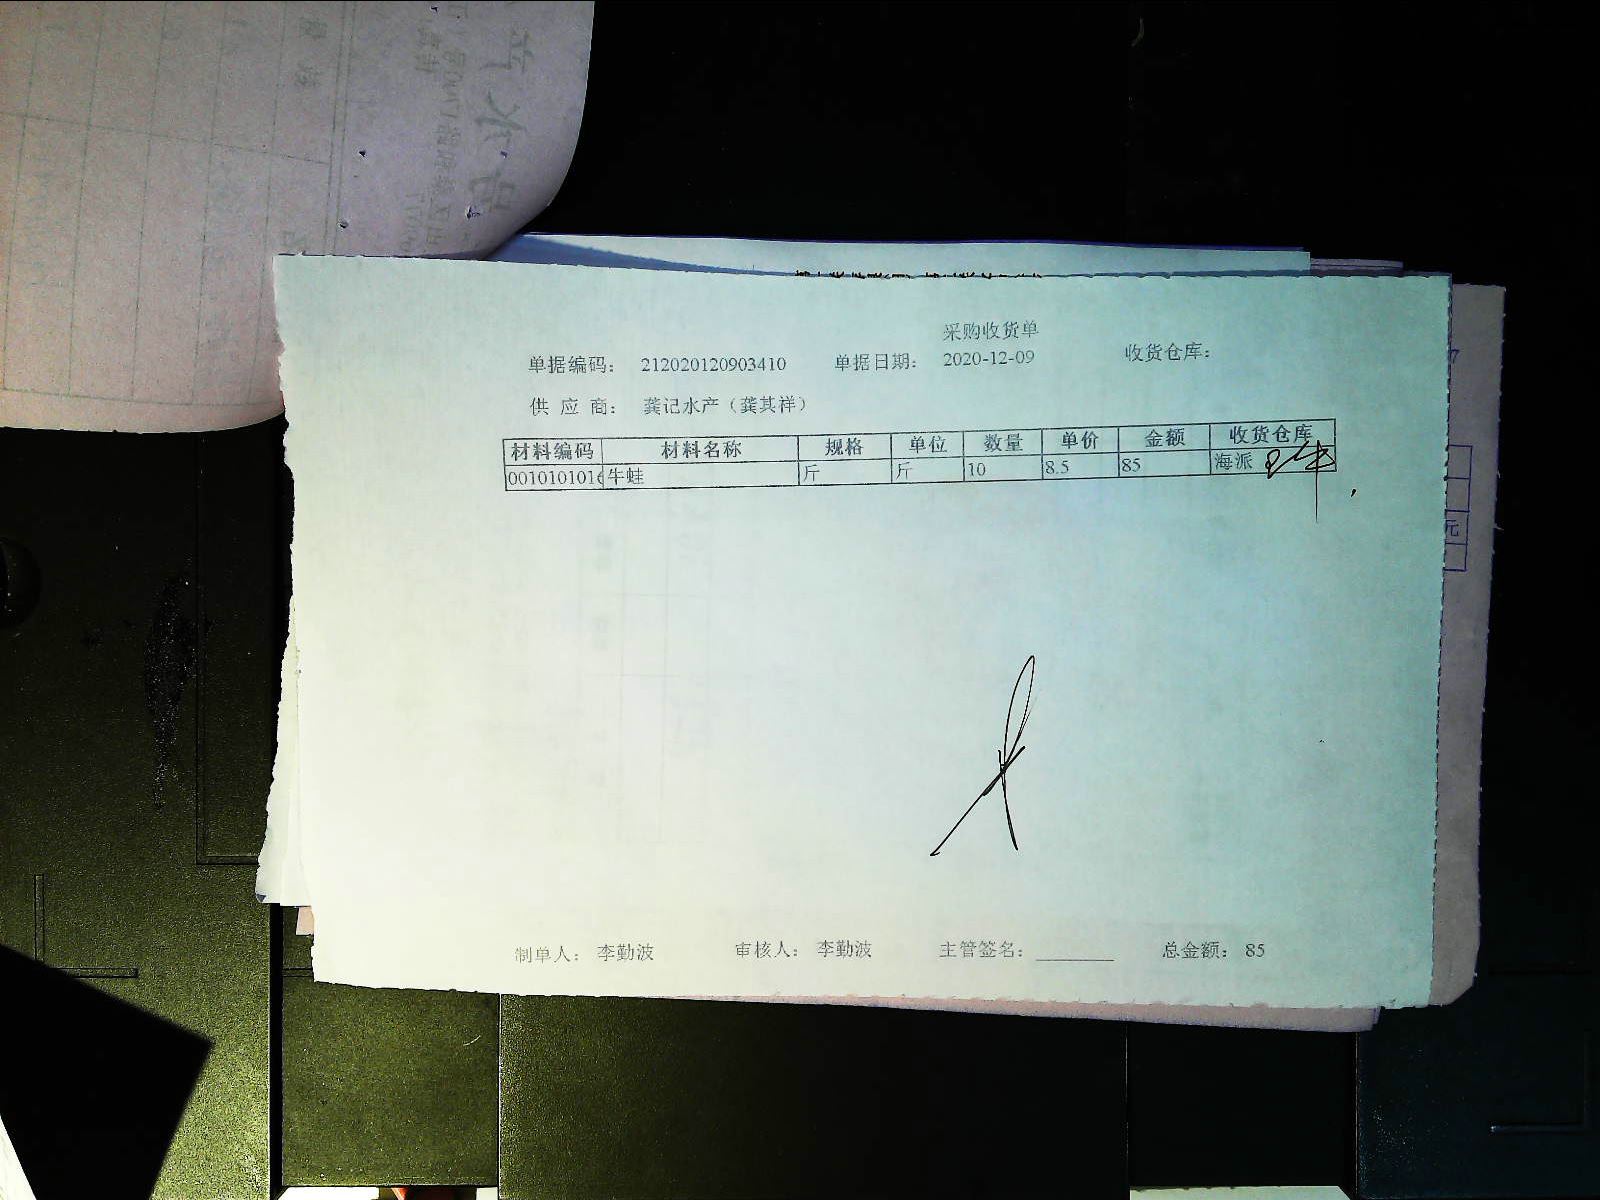 采购收货单
单据编码： 212020120903410 单据日期： 2020-12-09 收货仓库：
供 应 商： 龚记水产（龚其祥）
材料编码 材料名称 规格 单位 数量 单价 金额 收货仓库
001010101 牛蛙 斤 斤 10 8.5 85 海派
制单人： 李勤波 审核人： 李勤波 主管签名： 总金额： 85
元